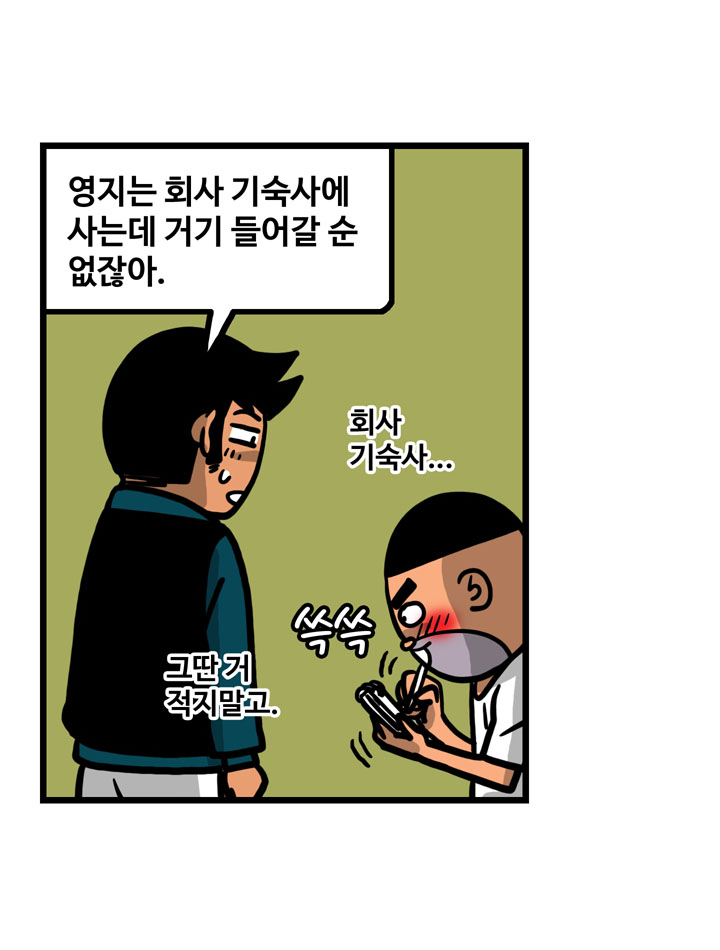 영지는 회사 기숙사에
사는데 거기 들어갈 순
없잖아.
회사
기숙사...
쓱쓱
그딴 거
적지말고.